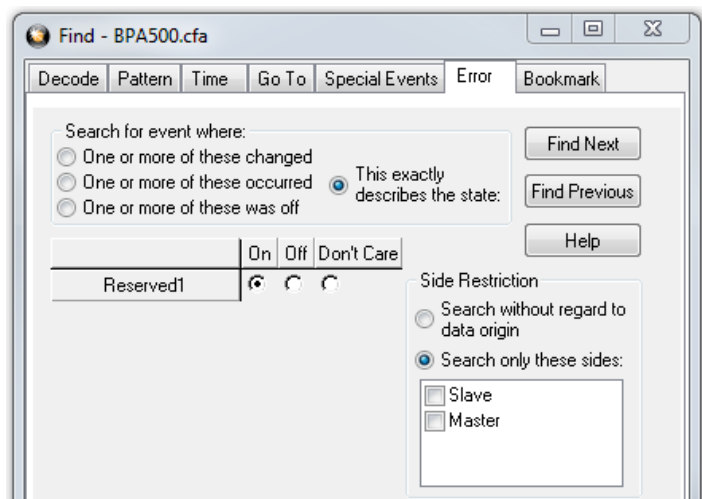 Find - BPA500.cfa
Decode Pattern Time Go To Special Events Error Bookmark
Search for event where:
One or more of these changed
One or more of these occurred
One or more of these was off
This exactly
describes the state:
Find Next
Find Previous
Help
On Off Don't Care
Reserved1
Side Restriction
Search without regard to
data origin
Search only these sides:
Slave
Master